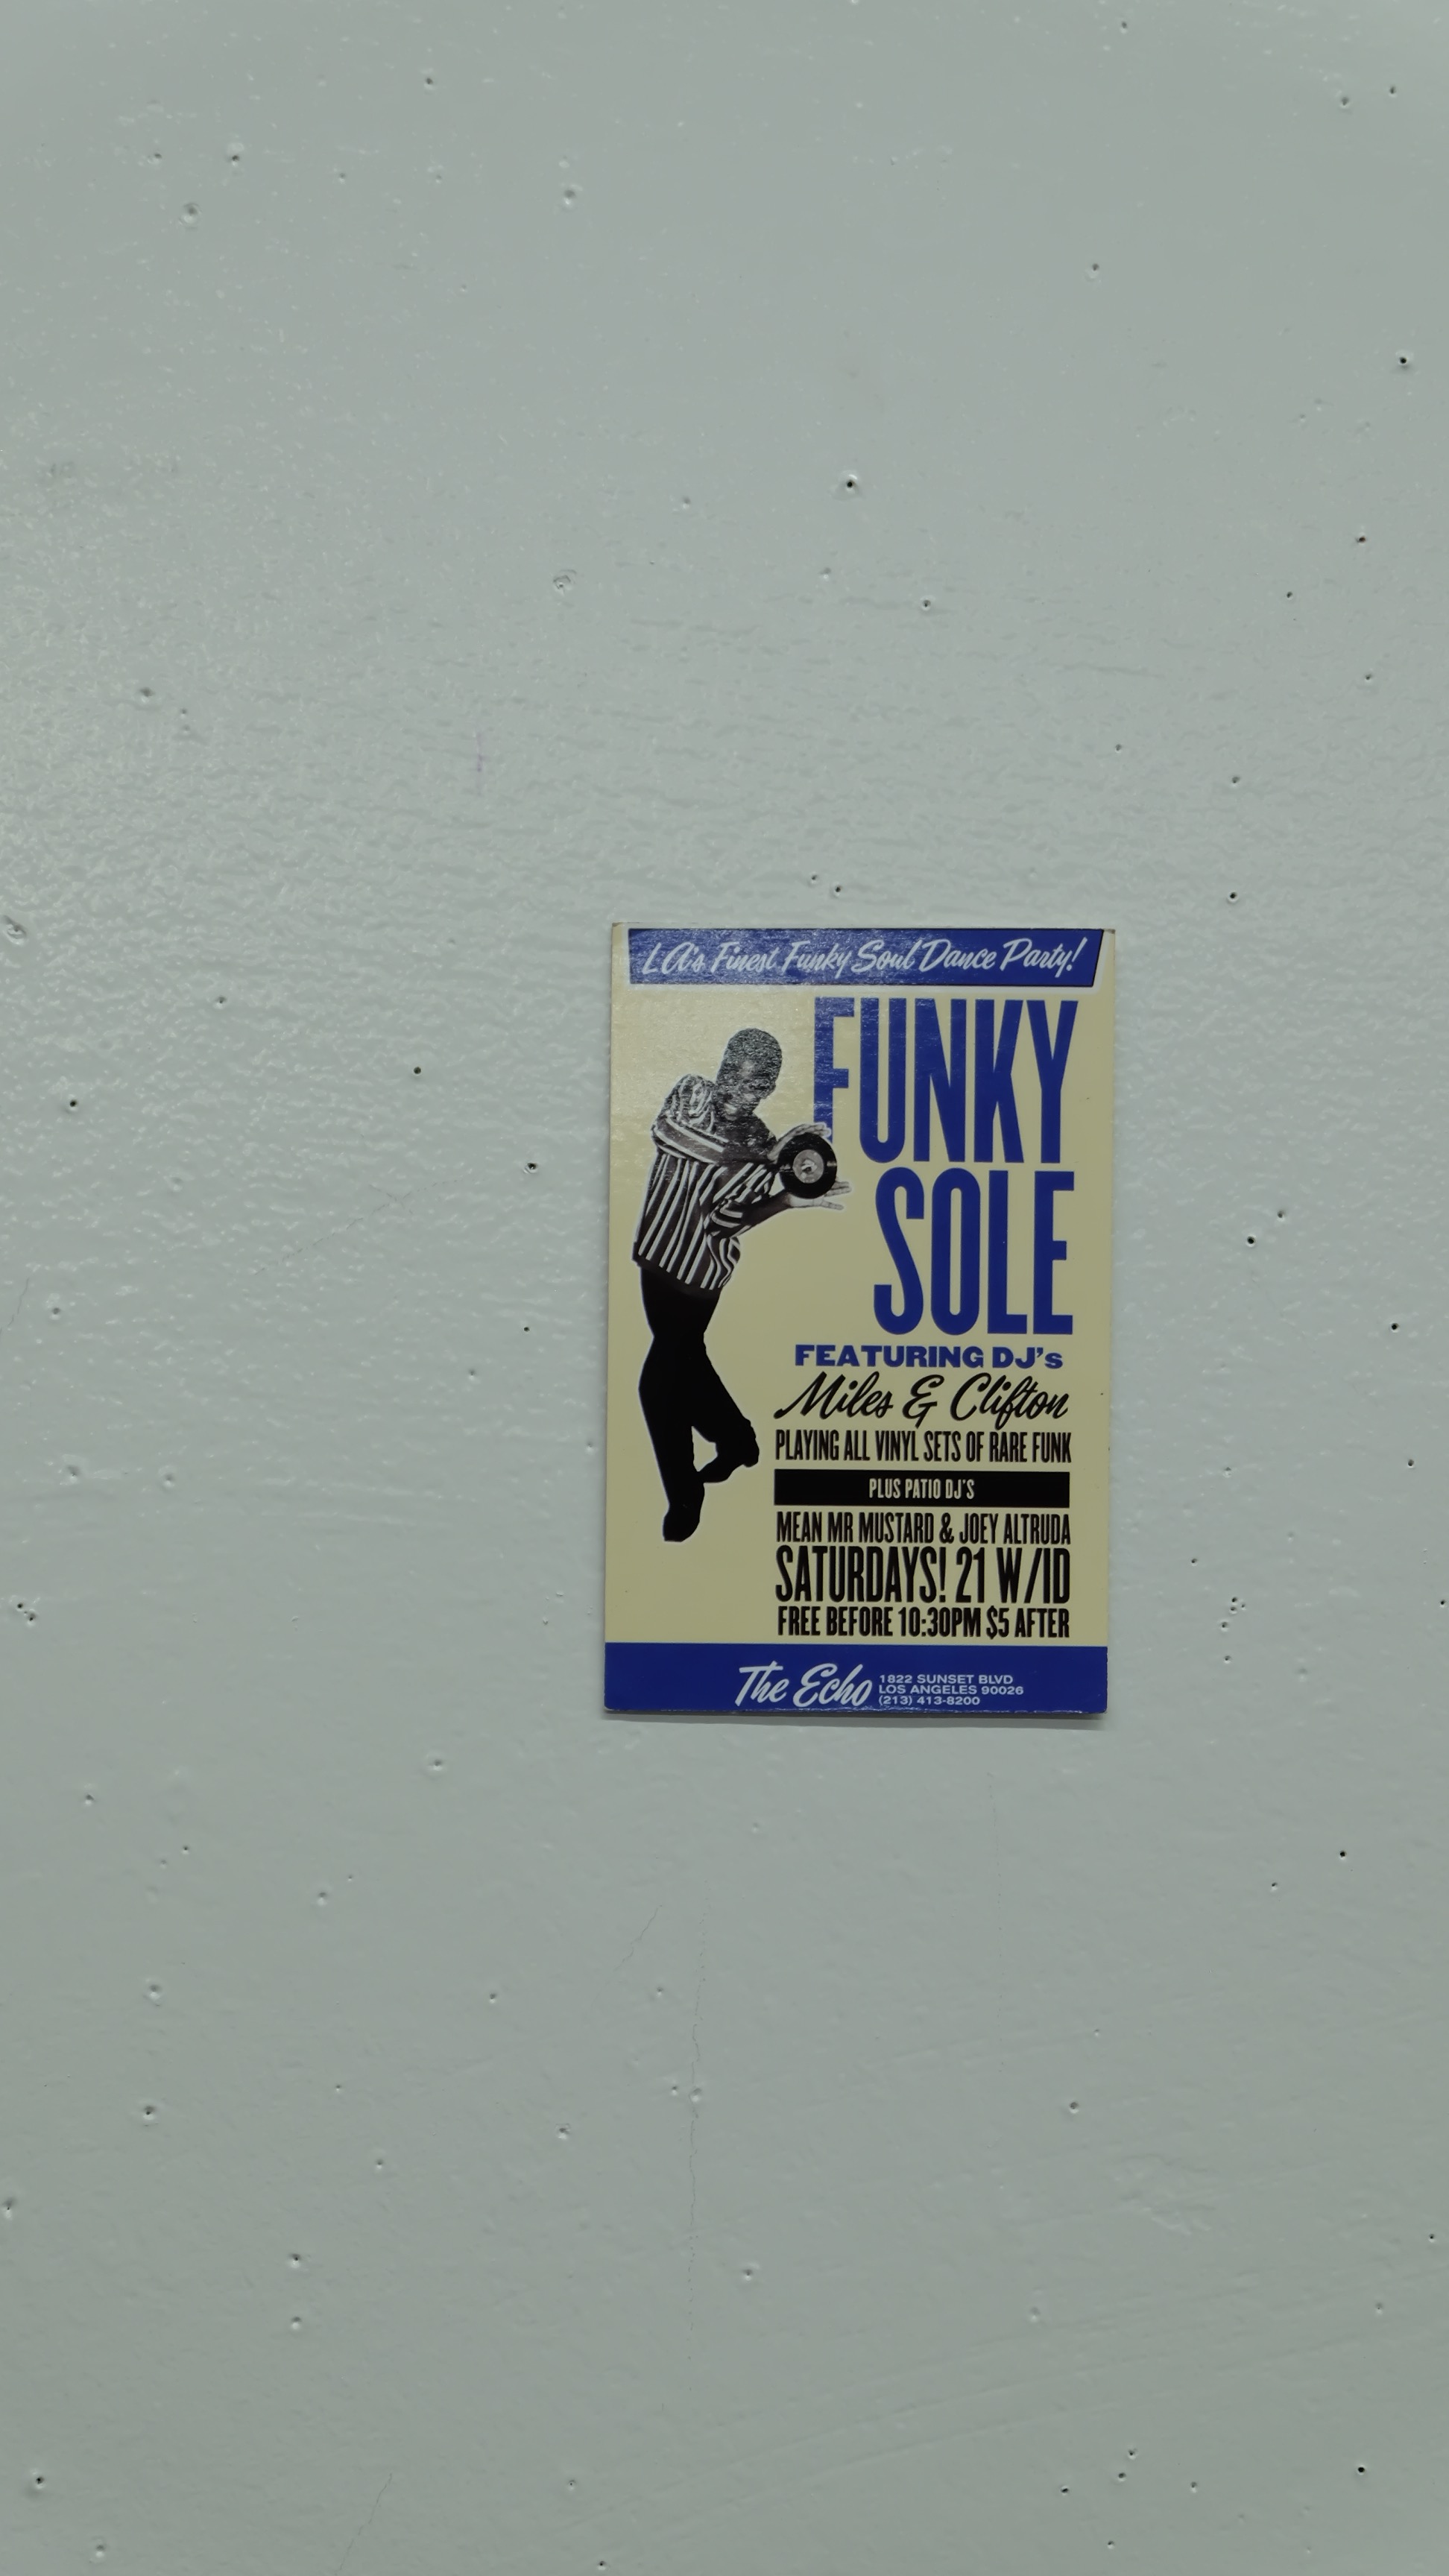 LA's Finest Funky Soul Dance Party!
FUNKY
SOLE
FEATURING DJ's
Miles & Clifton
PLAYING ALL VINYL SETS OF RARE FUNK
PLUS PATIO DJ'S
MEAN MR MUSTARD & JOEY ALTRUDA
SATURDAYS! 21 W/ID
FREE BEFORE 10:30PM $5 AFTER
The Echo
1822 SUNSET BLVD
LOS ANGELES 90026
(213) 413-8200